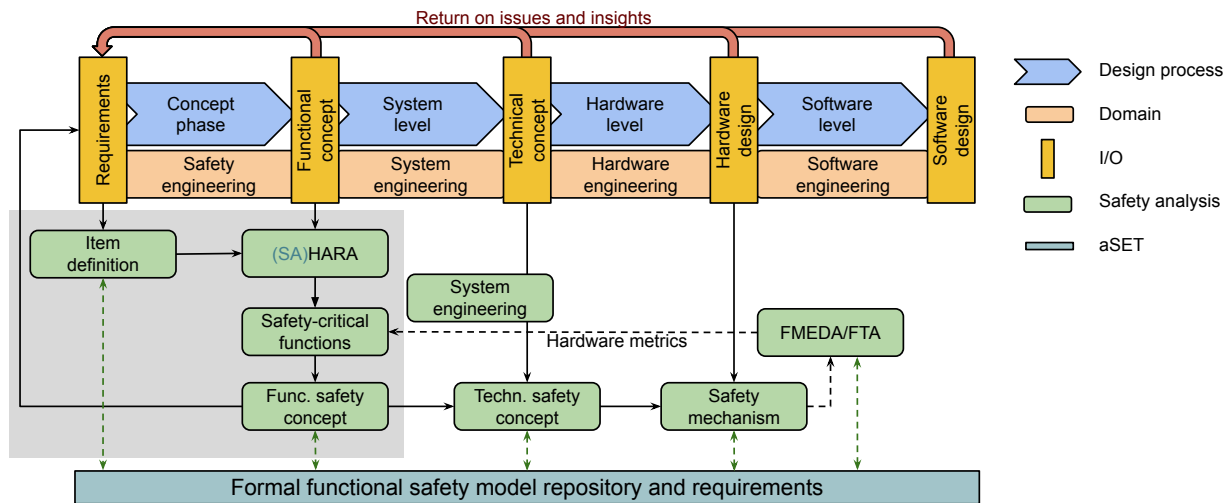 Return on issues and insights
Requirements
Concept
phase
Functional
concept
System
level
Technical
concept
Hardware
level
Hardware
design
Software
level
Software
design
Safety
engineering
System
engineering
Hardware
engineering
Software
engineering
Design process
Domain
I/O
Safety analysis
aSET
Item
definition
(SA)HARA
System
engineering
Safety-critical
functions
Hardware metrics
FMEDA/FTA
Func. safety
concept
Techn. safety
concept
Safety
mechanism
Formal functional safety model repository and requirements